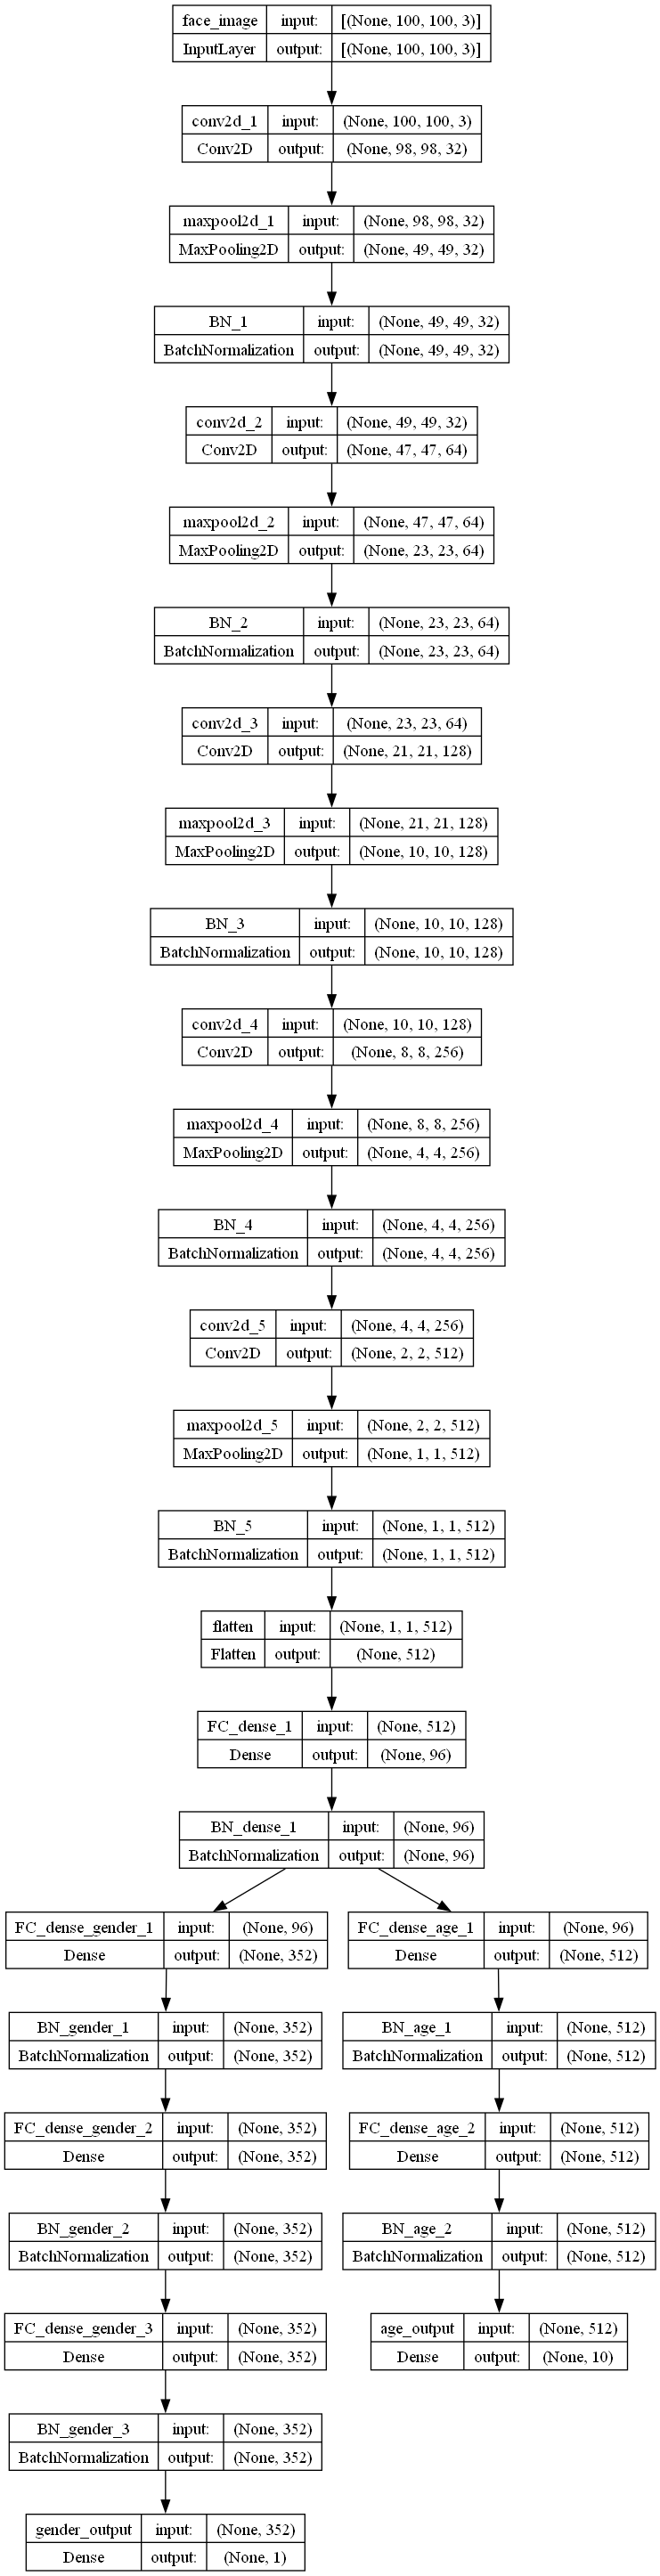 face_image input: [(None, 100, 100, 3)]
InputLayer output: [(None, 100, 100, 3)]
conv2d_1 input: (None, 100, 100, 3)
Conv2D output: (None, 98, 98, 32)
maxpool2d_1 input: (None, 98, 98, 32)
MaxPooling2D output: (None, 49, 49, 32)
BN_1 input: (None, 49, 49, 32)
BatchNormalization output: (None, 49, 49, 32)
conv2d_2 input: (None, 49, 49, 32)
Conv2D output: (None, 47, 47, 64)
maxpool2d_2 input: (None, 47, 47, 64)
MaxPooling2D output: (None, 23, 23, 64)
BN_2 input: (None, 23, 23, 64)
BatchNormalization output: (None, 23, 23, 64)
conv2d_3 input: (None, 23, 23, 64)
Conv2D output: (None, 21, 21, 128)
maxpool2d_3 input: (None, 21, 21, 128)
MaxPooling2D output: (None, 10, 10, 128)
BN_3 input: (None, 10, 10, 128)
BatchNormalization output: (None, 10, 10, 128)
conv2d_4 input: (None, 10, 10, 128)
Conv2D output: (None, 8, 8, 256)
maxpool2d_4 input: (None, 8, 8, 256)
MaxPooling2D output: (None, 4, 4, 256)
BN_4 input: (None, 4, 4, 256)
BatchNormalization output: (None, 4, 4, 256)
conv2d_5 input: (None, 4, 4, 256)
Conv2D output: (None, 2, 2, 512)
maxpool2d_5 input: (None, 2, 2, 512)
MaxPooling2D output: (None, 1, 1, 512)
BN_5 input: (None, 1, 1, 512)
BatchNormalization output: (None, 1, 1, 512)
flatten input: (None, 1, 1, 512)
Flatten output: (None, 512)
FC_dense_1 input: (None, 512)
Dense output: (None, 96)
BN_dense_1 input: (None, 96)
BatchNormalization output: (None, 96)
FC_dense_gender_1 input: (None, 96)
Dense output: (None, 352)
FC_dense_age_1 input: (None, 96)
Dense output: (None, 512)
BN_gender_1 input: (None, 352)
BatchNormalization output: (None, 352)
BN_age_1 input: (None, 512)
BatchNormalization output: (None, 512)
FC_dense_gender_2 input: (None, 352)
Dense output: (None, 352)
FC_dense_age_2 input: (None, 512)
Dense output: (None, 512)
BN_gender_2 input: (None, 352)
BatchNormalization output: (None, 352)
BN_age_2 input: (None, 512)
BatchNormalization output: (None, 512)
FC_dense_gender_3 input: (None, 352)
Dense output: (None, 352)
age_output input: (None, 512)
Dense output: (None, 10)
BN_gender_3 input: (None, 352)
BatchNormalization output: (None, 352)
gender_output input: (None, 352)
Dense output: (None, 1)